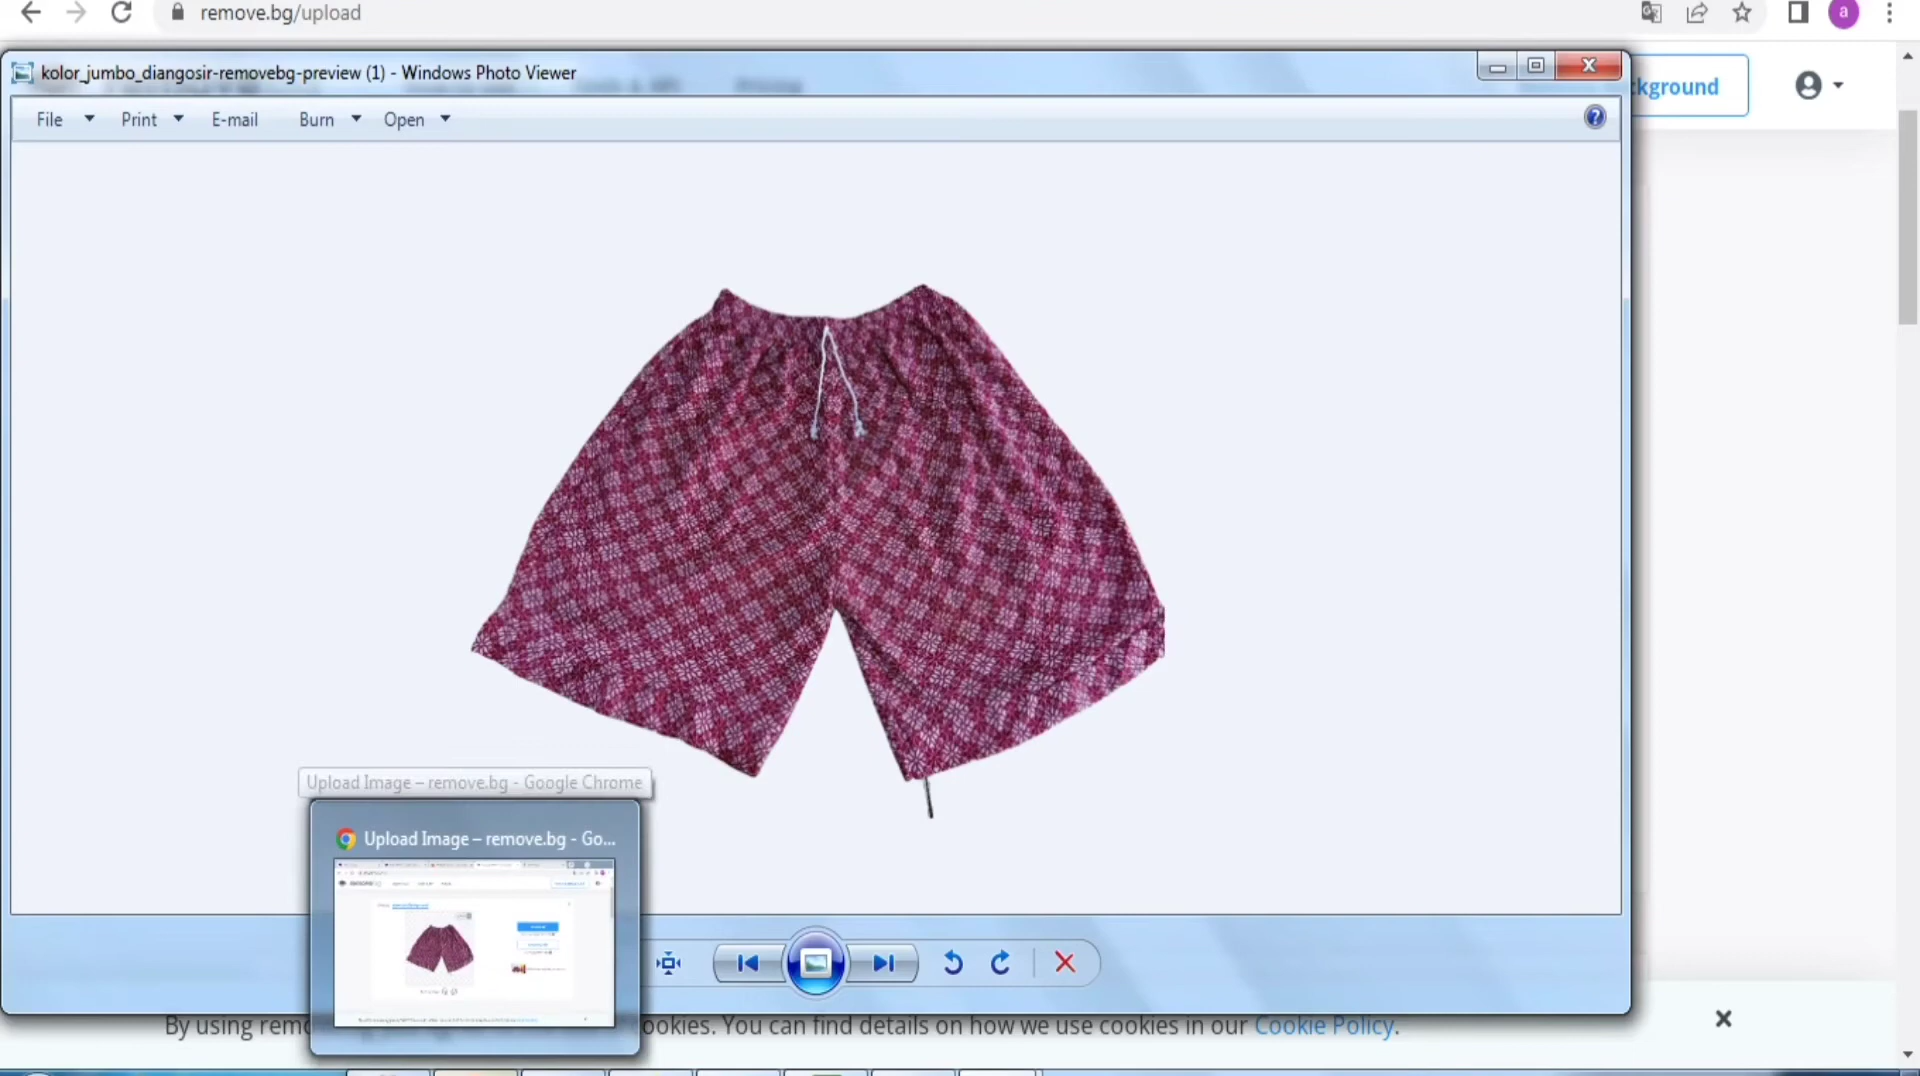 remove.bg/upload
a
kolor_jumbo_diangosir-removebg-preview (1) - Windows Photo Viewer
kground
File Print E-mail Burn Open
?
Upload Image – remove.bg - Google Chrome
Upload Image – remove.bg - Go...
By using remo ookies. You can find details on how we use cookies in our Cookie Policy.